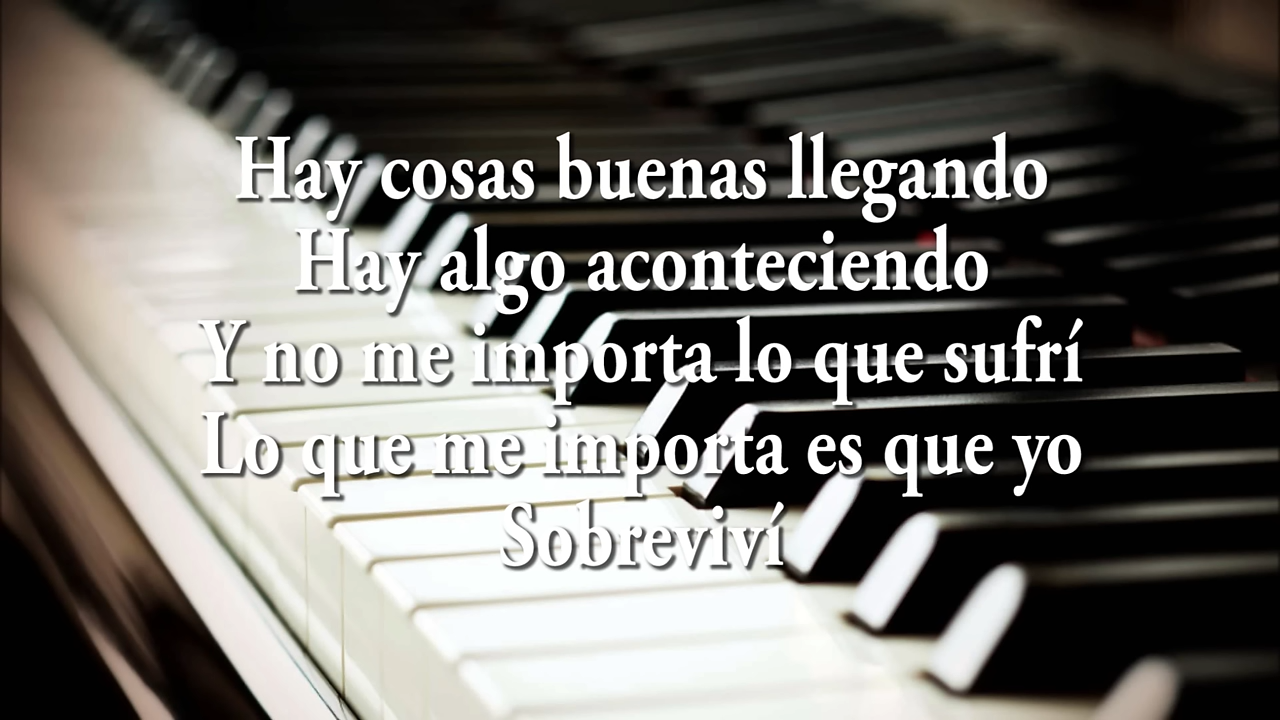 Hay cosas buenas llegando
Hay algo aconteciendo
Y no me importa lo que sufrí
Lo que me importa es que yo
Sobreviví